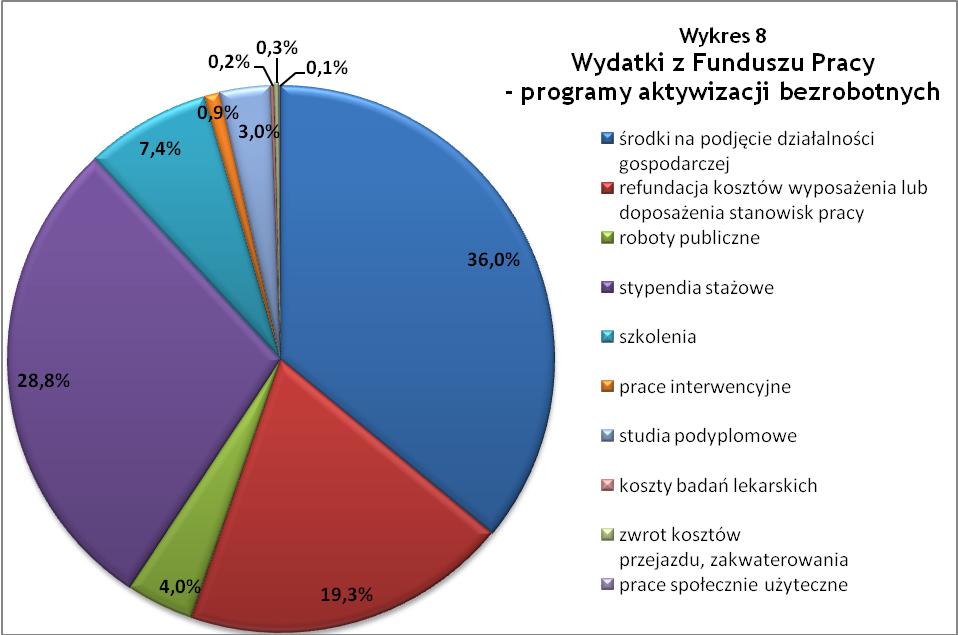 Wykres 8
Wydatki z Funduszu Pracy
- programy aktywizacji bezrobotnych
0,3%
0,2%
0,1%
0,9%
3,0%
7,4%
36,0%
28,8%
4,0%
19,3%
środki na podjęcie działalności
gospodarczej
refundacja kosztów wyposażenia lub
doposażenia stanowisk pracy
roboty publiczne
stypendia stażowe
szkolenia
prace interwencyjne
studia podyplomowe
koszty badań lekarskich
zwrot kosztów
przejazdu, zakwaterowania
prace społecznie użyteczne